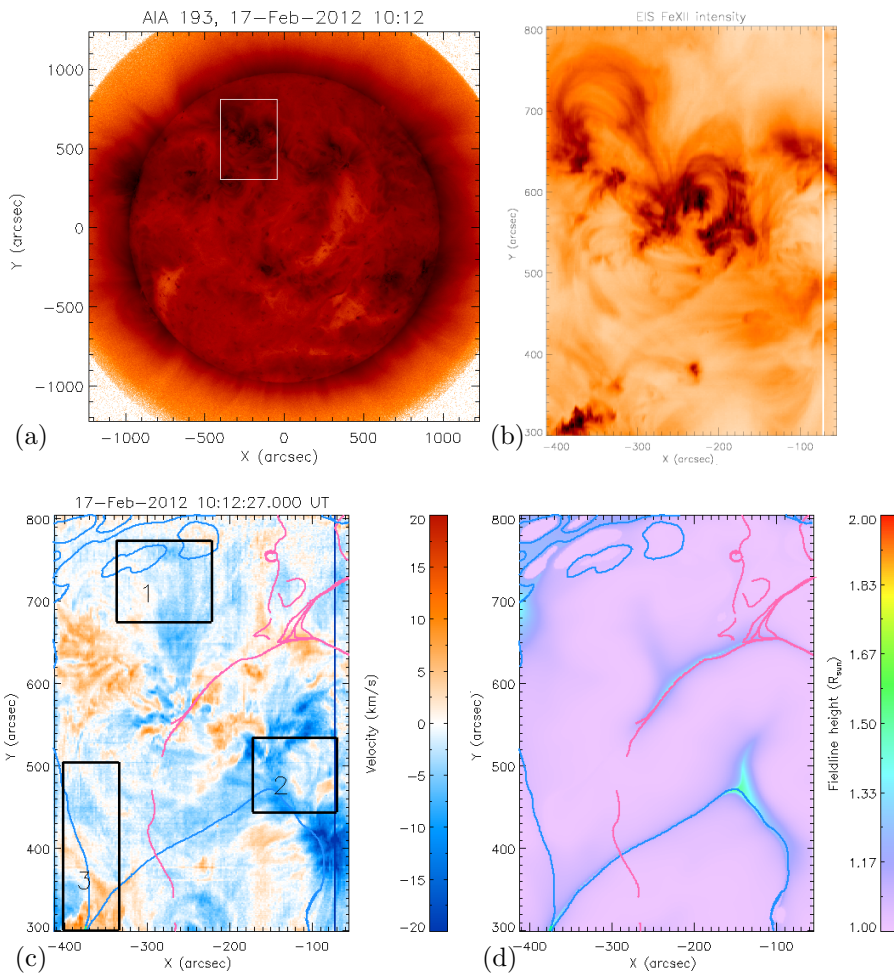 AIA 193, 17-Feb-2012 10:12
1000
500
0
-500
-1000
Y (arcsec)
-1000 -500 0 500 1000
X (arcsec)
(a)
EIS FeXII intensity
800
700
600
500
400
300
Y (arcsec)
-400 -300 -200 -100
X (arcsec)
(b)
17-Feb-2012 10:12:27.000 UT
800
700
600
500
400
300
Y (arcsec)
1
2
3
-400 -300 -200 -100
X (arcsec)
(c)
20
15
10
5
0
-5
-10
-15
-20
Velocity (km/s)
800
700
600
500
400
300
Y (arcsec)
-400 -300 -200 -100
X (arcsec)
(d)
2.00
1.83
1.67
1.50
1.33
1.17
1.00
Fieldline height (R_sun)